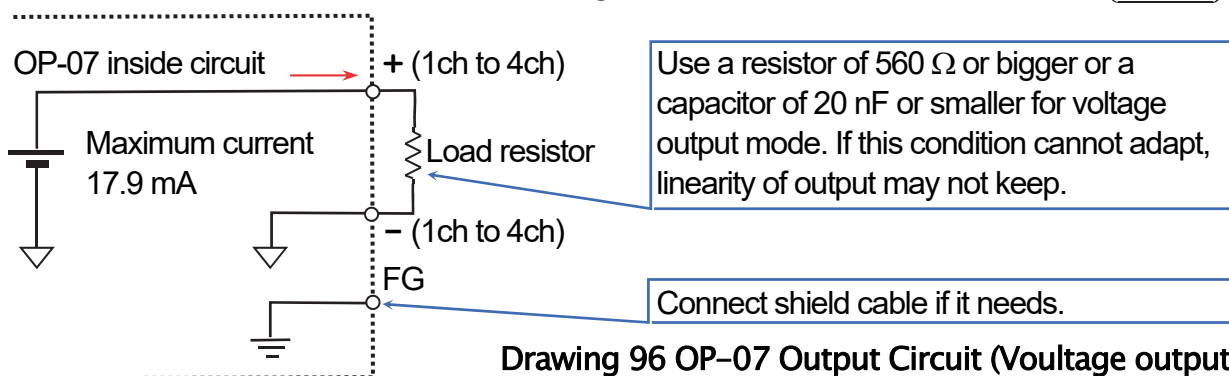 OP-07 inside circuit
+ (1ch to 4ch)
Maximum current
17.9 mA
Load resistor
− (1ch to 4ch)
FG
Use a resistor of 560 Ω or bigger or a
capacitor of 20 nF or smaller for voltage
output mode. If this condition cannot adapt,
linearity of output may not keep.
Connect shield cable if it needs.
Drawing 96 OP–07 Output Circuit (Voultage output